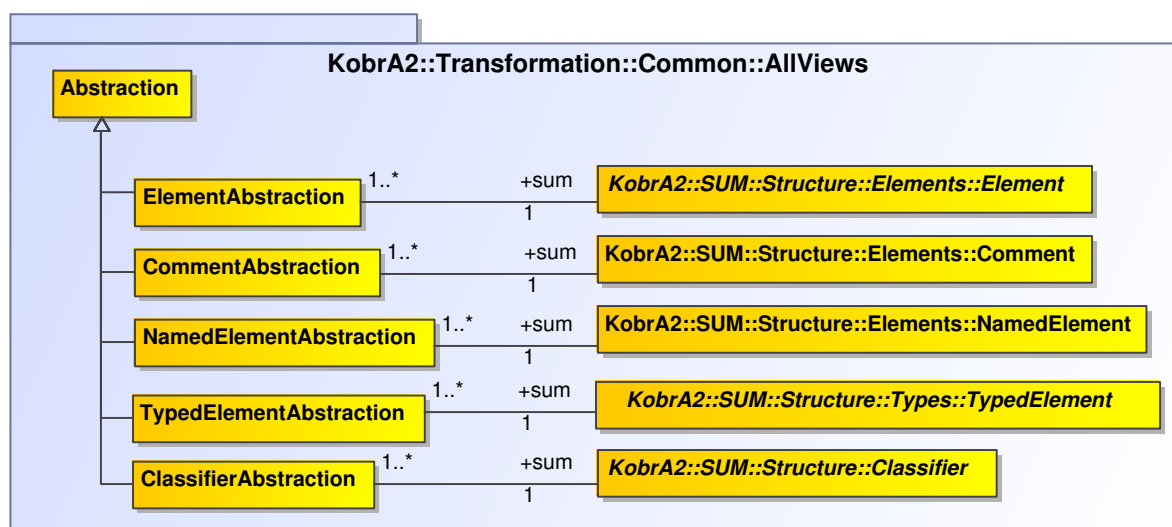 KobrA2::Transformation::Common::AllViews
Abstraction
ElementAbstraction
1..*
+sum
1
KobrA2::SUM::Structure::Elements::Element
CommentAbstraction
1..*
+sum
1
KobrA2::SUM::Structure::Elements::Comment
NamedElementAbstraction
1..*
+sum
1
KobrA2::SUM::Structure::Elements::NamedElement
TypedElementAbstraction
1..*
+sum
1
KobrA2::SUM::Structure::Types::TypedElement
ClassifierAbstraction
1..*
+sum
1
KobrA2::SUM::Structure::Classifier